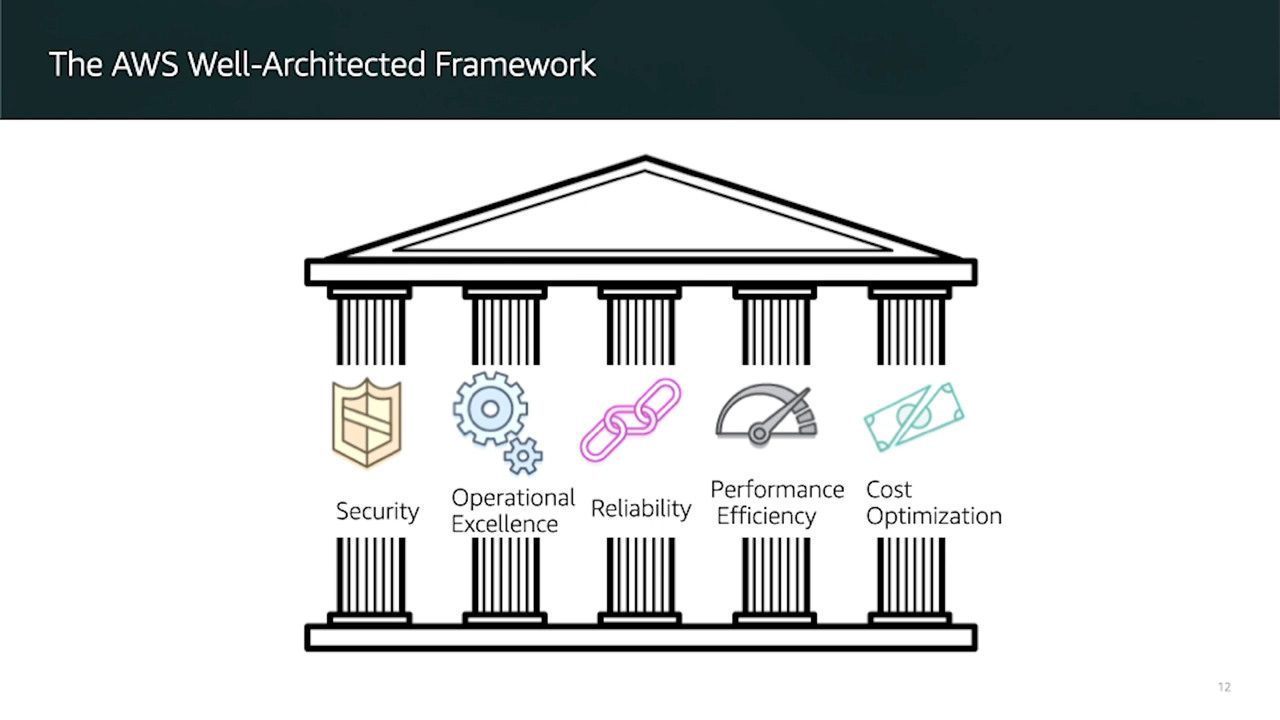 The AWS Well-Architected Framework
Security
Operational
Excellence
Reliability
Performance
Efficiency
Cost
Optimization
12